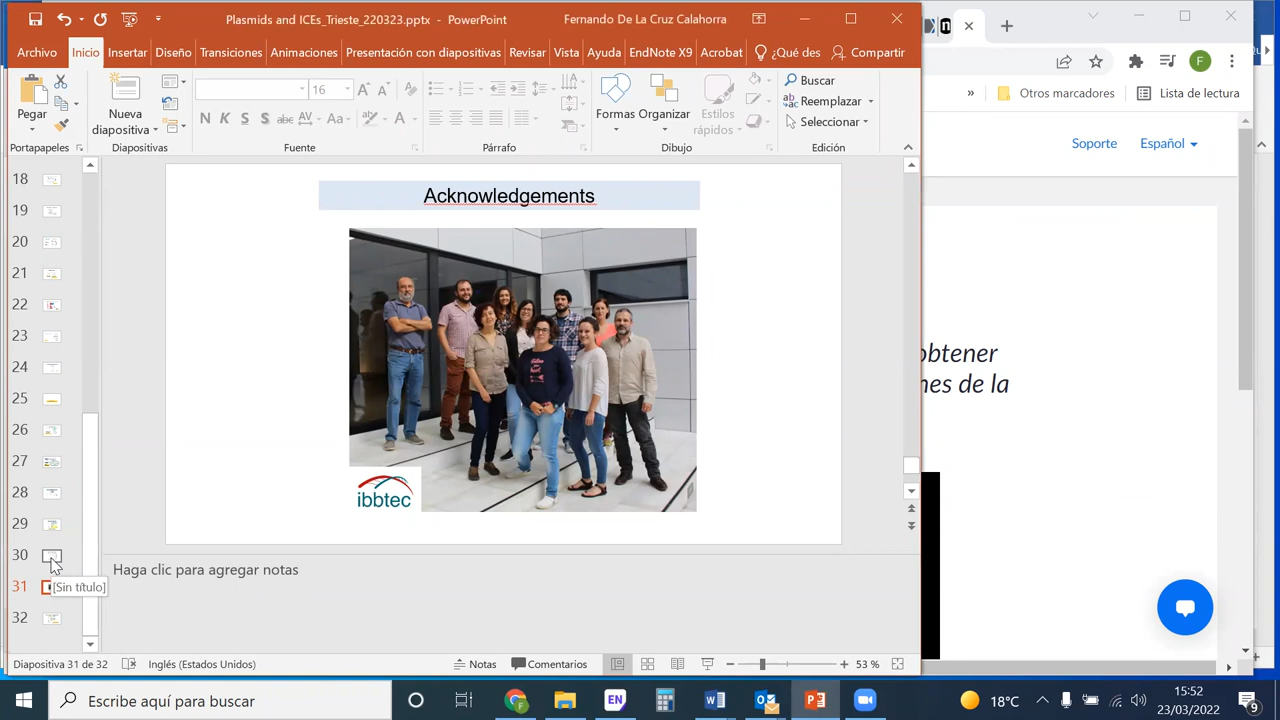 Plasmids and ICEs_Trieste_220323.pptx - PowerPoint
Fernando De La Cruz Calahorra
Archivo Inicio Insertar Diseño Transiciones Animaciones Presentación con diapositivas Revisar Vista Ayuda EndNote X9 Acrobat ¿Qué des Compartir
Pegar
Nueva diapositiva
16
N K S S abc AV Aa A
Formas Organizar Estilos rápidos
Buscar
Reemplazar
Seleccionar
Portapapeles Diapositivas Fuente Párrafo Dibujo Edición
Otros marcadores
Lista de lectura
Soporte Español
Acknowledgements
ibbtec
obtener
nes de la
18
19
20
21
22
23
24
25
26
27
28
29
30
31
[Sin título]
32
Haga clic para agregar notas
Diapositiva 31 de 32 Inglés (Estados Unidos) Notas Comentarios 53 %
Escribe aquí para buscar
EN
18°C
15:52
23/03/2022
9